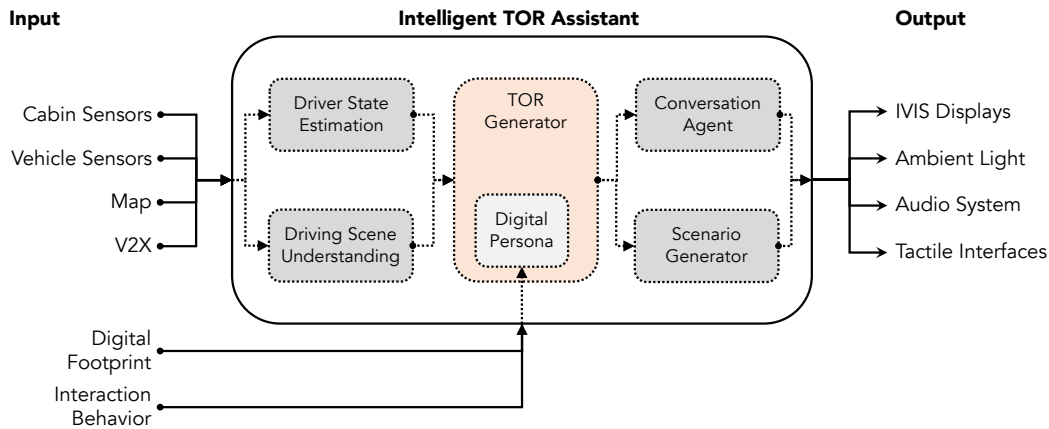 Input
Intelligent TOR Assistant
Output
Cabin Sensors
Vehicle Sensors
Map
V2X
Digital
Footprint
Interaction
Behavior
Driver State
Estimation
Driving Scene
Understanding
TOR
Generator
Digital
Persona
Conversation
Agent
Scenario
Generator
IVIS Displays
Ambient Light
Audio System
Tactile Interfaces